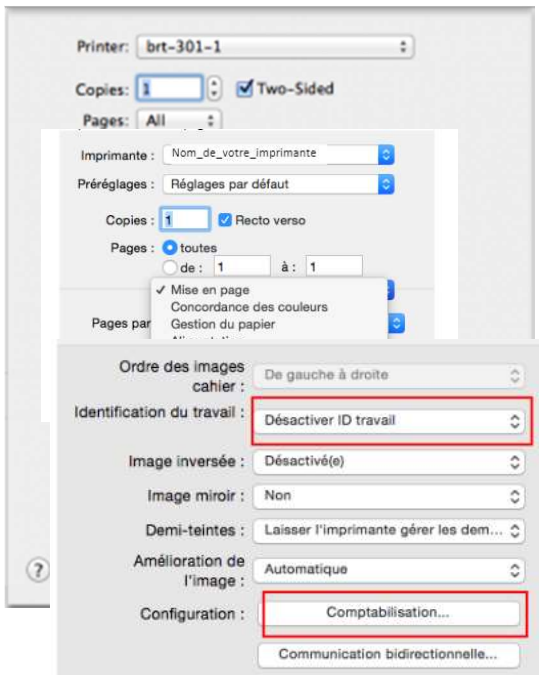 Printer: brt-301-1
Copies: 1 Two-Sided
Pages: All
Imprimante : Nom_de_votre_imprimante
Préréglages : Réglages par défaut
Copies : 1 Recto verso
Pages : toutes
de : 1 à : 1
✓ Mise en page
Concordance des couleurs
Pages par Gestion du papier
Ordre des images
cahier : De gauche à droite
Identification du travail : Désactiver ID travail
Image inversée : Désactivé(e)
Image miroir : Non
Demi-teintes : Laisser l'imprimante gérer les dem...
Amélioration de
l'image : Automatique
?
Configuration : Comptabilisation...
Communication bidirectionnelle...